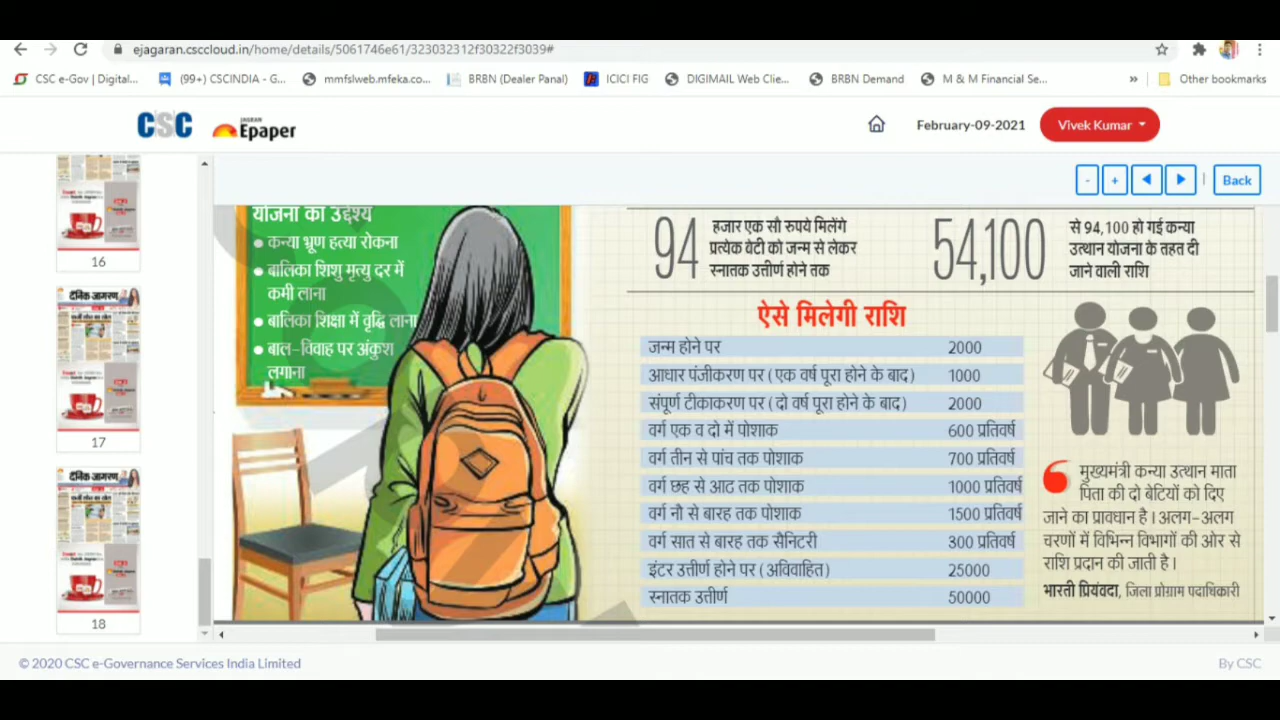 ejagaran.csccloud.in/home/details/5061746e61/323032312f30322f3039#
CSC e-Gov | Digital...
(99+) CSCINDIA - G...
mmfslweb.mfeka.co...
BRBN (Dealer Panal)
ICICI FIG
DIGIMAIL Web Clie...
BRBN Demand
M & M Financial Se...
»
Other bookmarks
CSC
JAGRAN
Epaper
February-09-2021
Vivek Kumar
-
+
Back
16
दैनिक जागरण
17
दैनिक जागरण
18
योजना का उद्देश्य
● कन्या भ्रूण हत्या रोकना
● बालिका शिशु मृत्यु दर में
कमी लाना
● बालिका शिक्षा में वृद्धि लाना
● बाल-विवाह पर अंकुश
लगाना
94
हजार एक सौ रुपये मिलेंगे
प्रत्येक बेटी को जन्म से लेकर
स्नातक उत्तीर्ण होने तक
54,100
से 94,100 हो गई कन्या
उत्थान योजना के तहत दी
जाने वाली राशि
ऐसे मिलेगी राशि
जन्म होने पर 2000
आधार पंजीकरण पर ( एक वर्ष पूरा होने के बाद ) 1000
संपूर्ण टीकाकरण पर ( दो वर्ष पूरा होने के बाद ) 2000
वर्ग एक व दो में पोशाक 600 प्रतिवर्ष
वर्ग तीन से पांच तक पोशाक 700 प्रतिवर्ष
वर्ग छह से आठ तक पोशाक 1000 प्रतिवर्ष
वर्ग नौ से बारह तक पोशाक 1500 प्रतिवर्ष
वर्ग सात से बारह तक सैनिटरी 300 प्रतिवर्ष
इंटर उत्तीर्ण होने पर ( अविवाहित ) 25000
स्नातक उत्तीर्ण 50000
मुख्यमंत्री कन्या उत्थान माता
पिता की दो बेटियों को दिए
जाने का प्रावधान है। अलग-अलग
चरणों में विभिन्न विभागों की ओर से
राशि प्रदान की जाती है।
भारती प्रियंवदा, जिला प्रोग्राम पदाधिकारी
© 2020 CSC e-Governance Services India Limited
By CSC